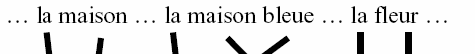 … la maison … la maison bleue … la fleur …